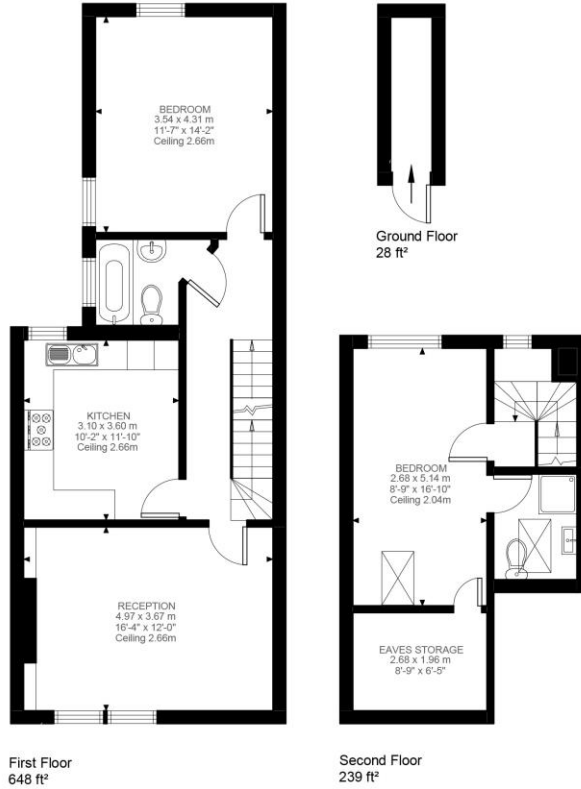 BEDROOM
3.54 x 4.31 m
11'-7" x 14'-2"
Ceiling 2.66m
Ground Floor
28 ft²
KITCHEN
3.10 x 3.60 m
10'-2" x 11'-10"
Ceiling 2.66m
BEDROOM
2.68 x 5.14 m
8'-9" x 16'-10"
Ceiling 2.04m
RECEPTION
4.97 x 3.67 m
16'-4" x 12'-0"
Ceiling 2.66m
EAVES STORAGE
2.68 x 1.96 m
8'-9" x 6'-5"
First Floor
648 ft²
Second Floor
239 ft²